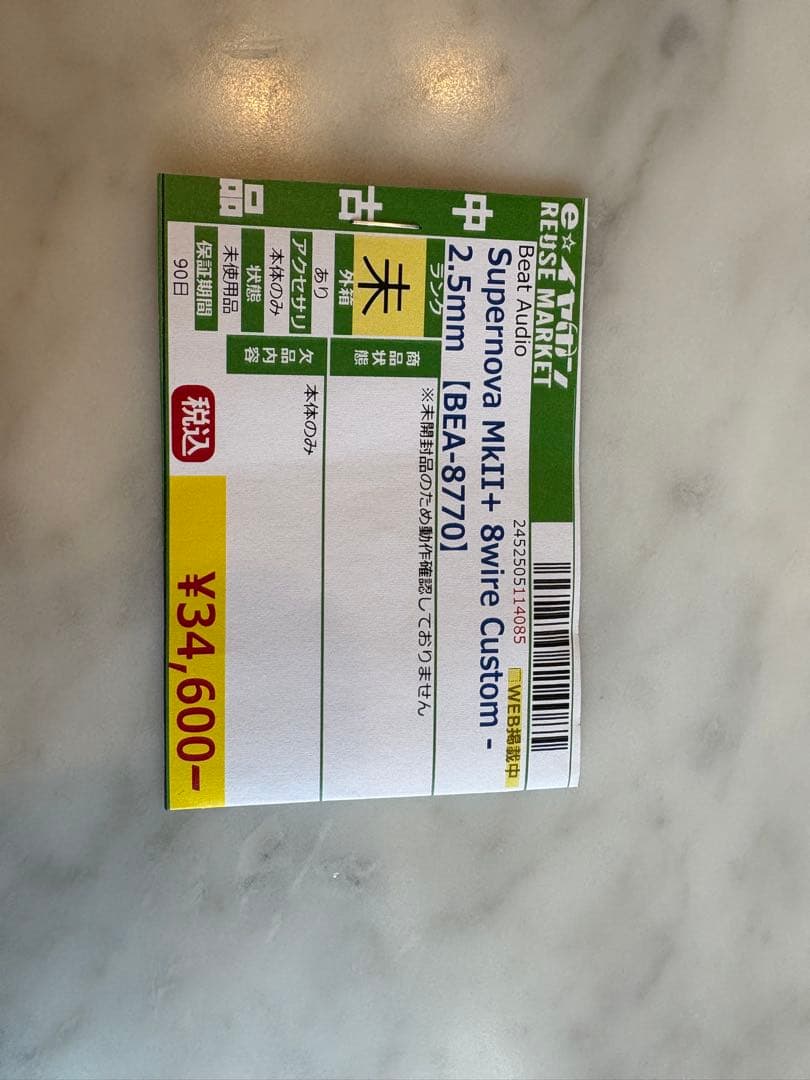 中古品
e☆イヤホン
REUSE MARKET
2452505114085
WEB掲載中
Beat Audio
Supernova MkII+ 8wire Custom -
2.5mm 【BEA-8770】
ランク
未
外箱
あり
アクセサリ
本体のみ
状態
未使用品
保証期間
90日
商品状態
※未開封品のため動作確認しておりません
欠品内容
本体のみ
税込
¥34,600-